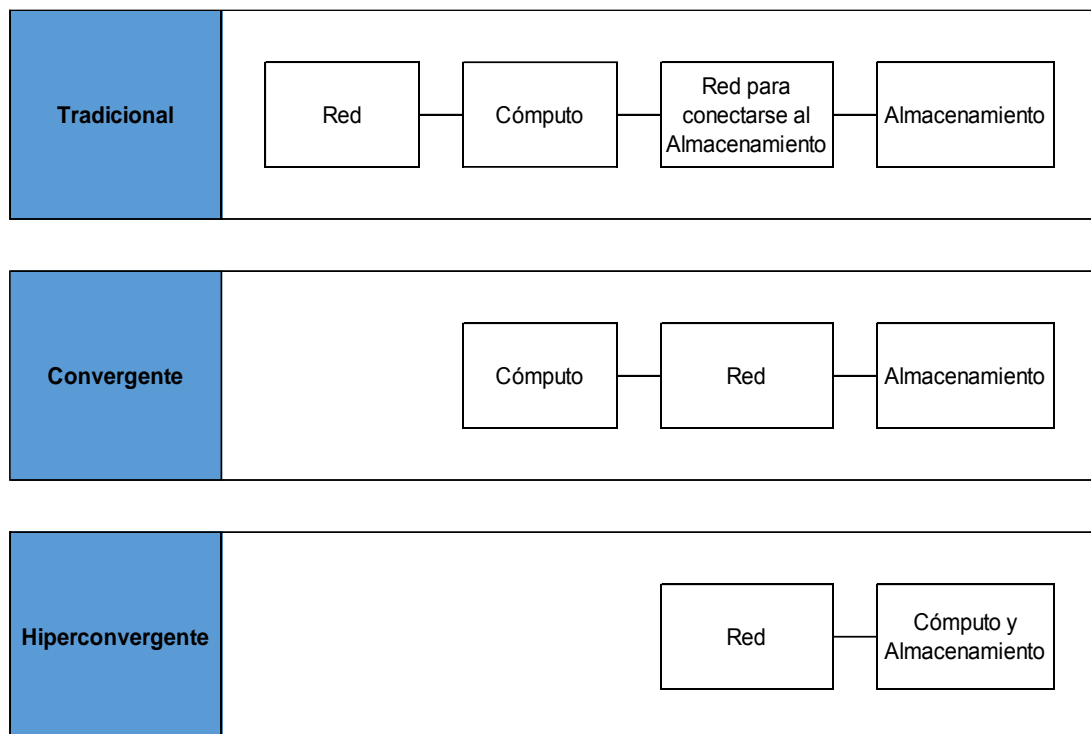 Tradicional
Red
Cómputo
Red para
conectarse al
Almacenamiento
Almacenamiento
Convergente
Cómputo
Red
Almacenamiento
Hiperconvergente
Red
Cómputo y
Almacenamiento